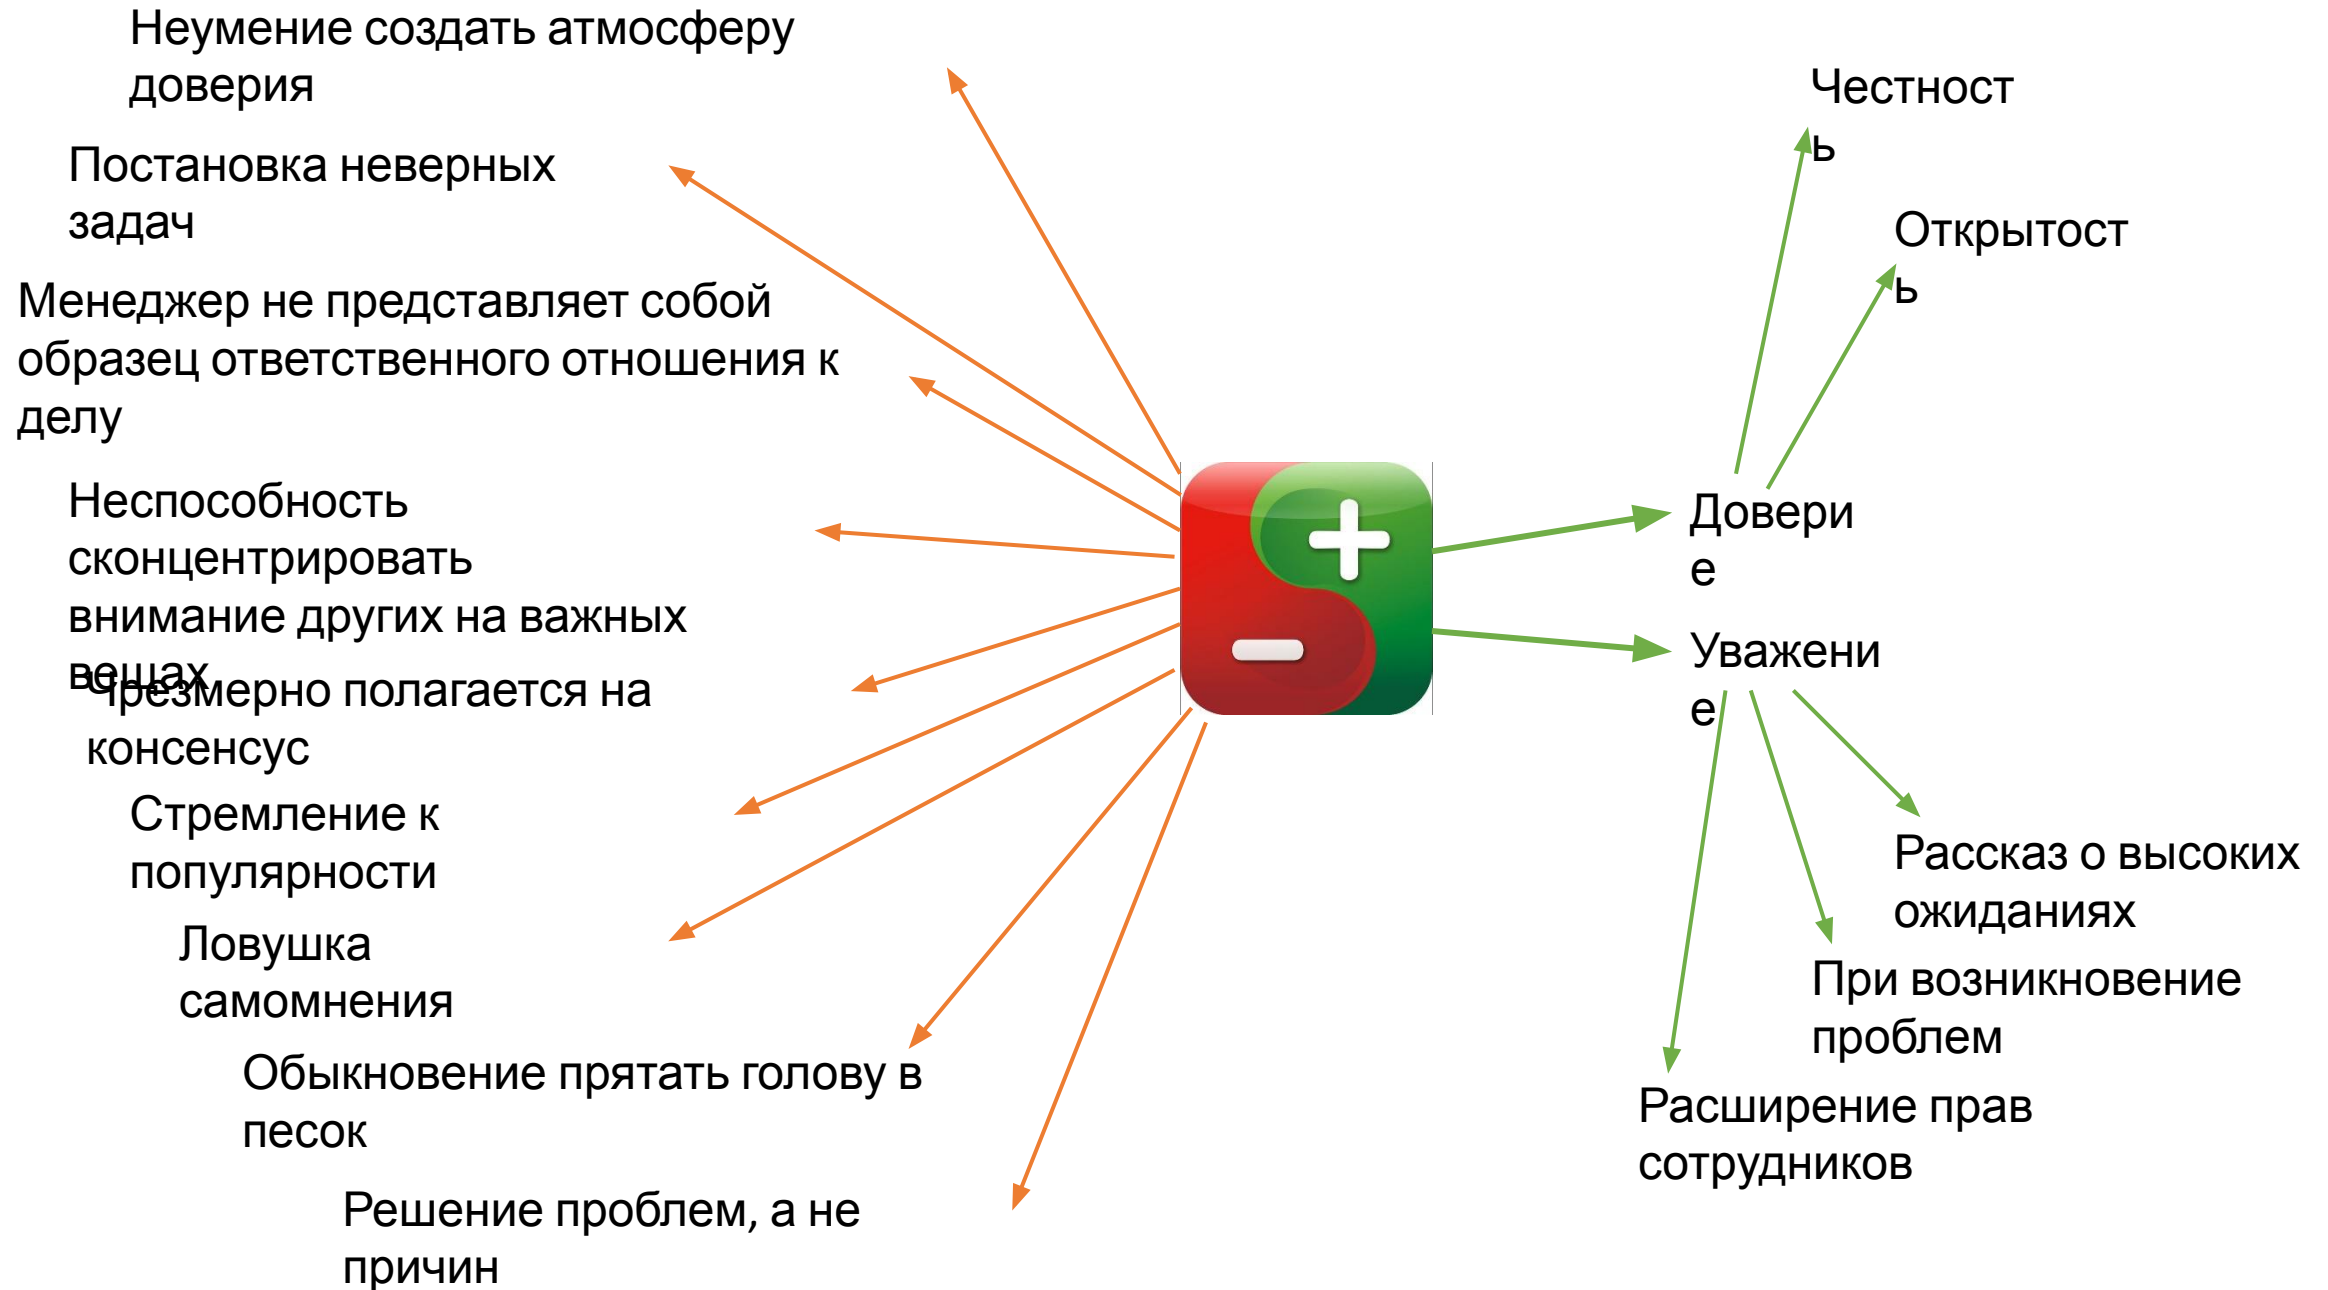 Неумение создать атмосферу
доверия
Постановка неверных
задач
Менеджер не представляет собой
образец ответственного отношения к
делу
Неспособность
сконцентрировать
внимание других на важных
вещах
Чрезмерно полагается на
консенсус
Стремление к
популярности
Ловушка
самомнения
Обыкновение прятать голову в
песок
Решение проблем, а не
причин
Честност
ь
Открытост
ь
Довери
е
Уважени
е
Рассказ о высоких
ожиданиях
При возникновение
проблем
Расширение прав
сотрудников